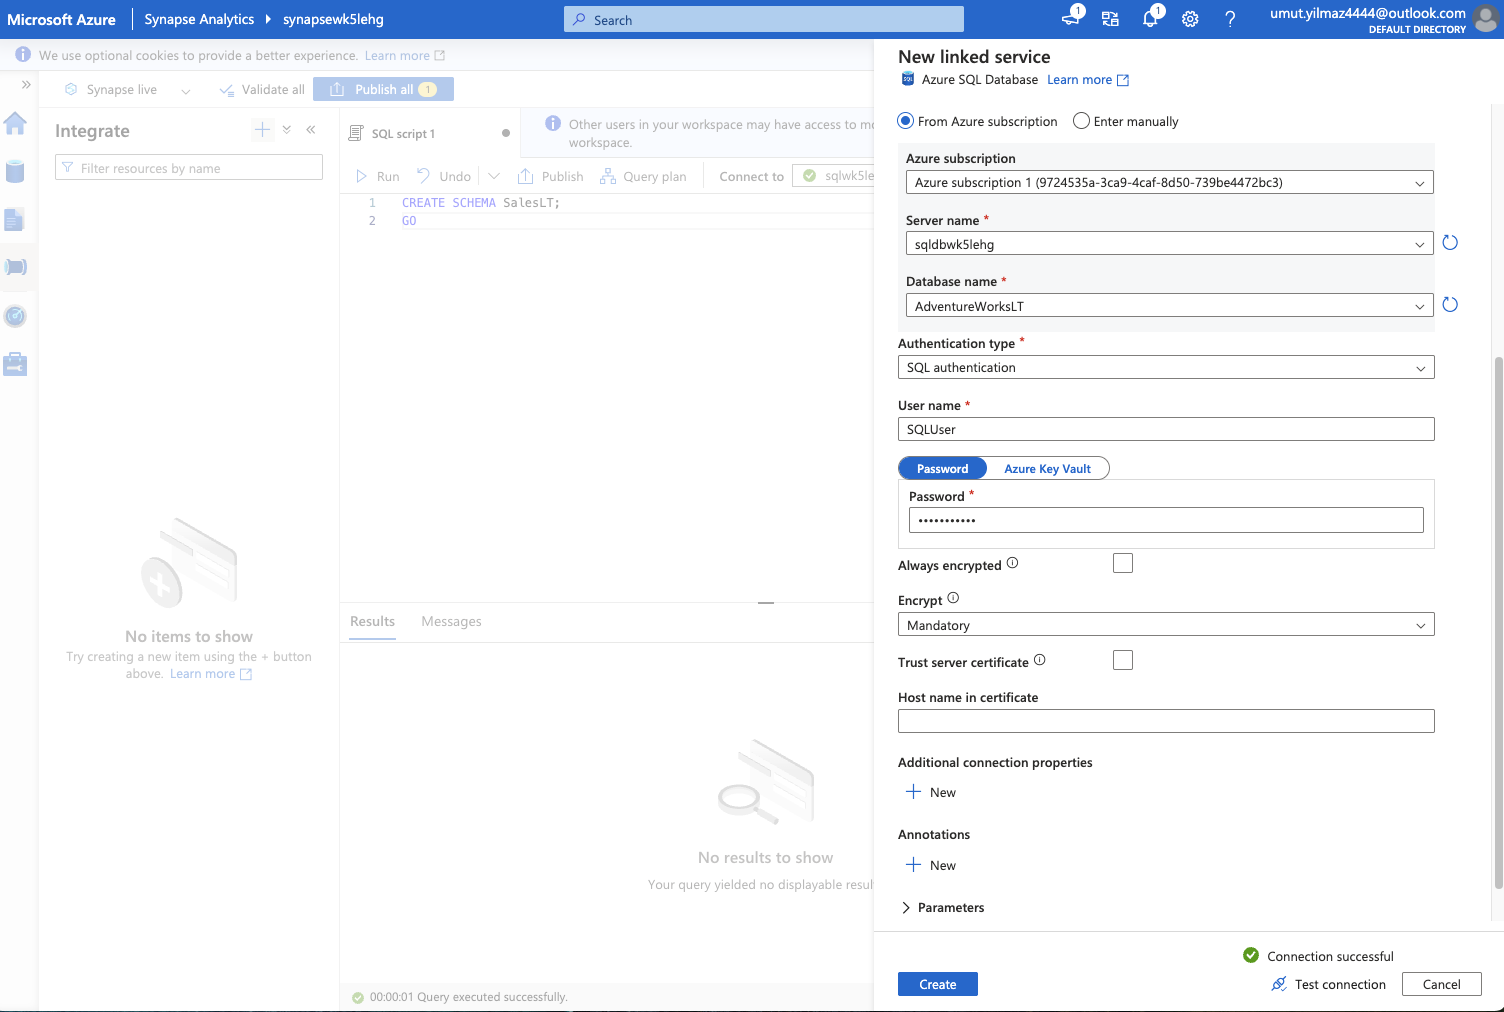 Microsoft Azure
Synapse Analytics
synapsewk5lehg
Search
1
1
umut.yilmaz4444@outlook.com
DEFAULT DIRECTORY
We use optional cookies to provide a better experience. Learn more
Synapse live
Validate all
Publish all 1
Integrate
Filter resources by name
No items to show
Try creating a new item using the + button
above. Learn more
SQL script 1
Other users in your workspace may have access to mo
workspace.
Run
Undo
Publish
Query plan
Connect to
sqlwk5le
1 CREATE SCHEMA SalesLT;
2 GO
Results
Messages
No results to show
Your query yielded no displayable resul
00:00:01 Query executed successfully.
New linked service
SQL
Azure SQL Database Learn more
From Azure subscription
Enter manually
Azure subscription
Azure subscription 1 (9724535a-3ca9-4caf-8d50-739be4472bc3)
Server name *
sqldbwk5lehg
Database name *
AdventureWorksLT
Authentication type *
SQL authentication
User name *
SQLUser
Password
Azure Key Vault
Password *
•••••••••••
Always encrypted
Encrypt
Mandatory
Trust server certificate
Host name in certificate
Additional connection properties
New
Annotations
New
Parameters
Connection successful
Create
Test connection
Cancel